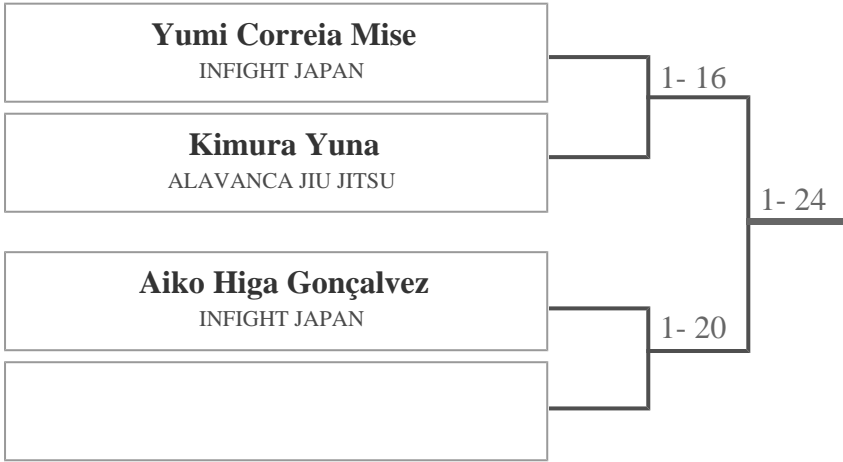 Yumi Correia Mise
INFIGHT JAPAN
1- 16
Kimura Yuna
ALAVANCA JIU JITSU
1- 24
Aiko Higa Gonçalvez
INFIGHT JAPAN
1- 20